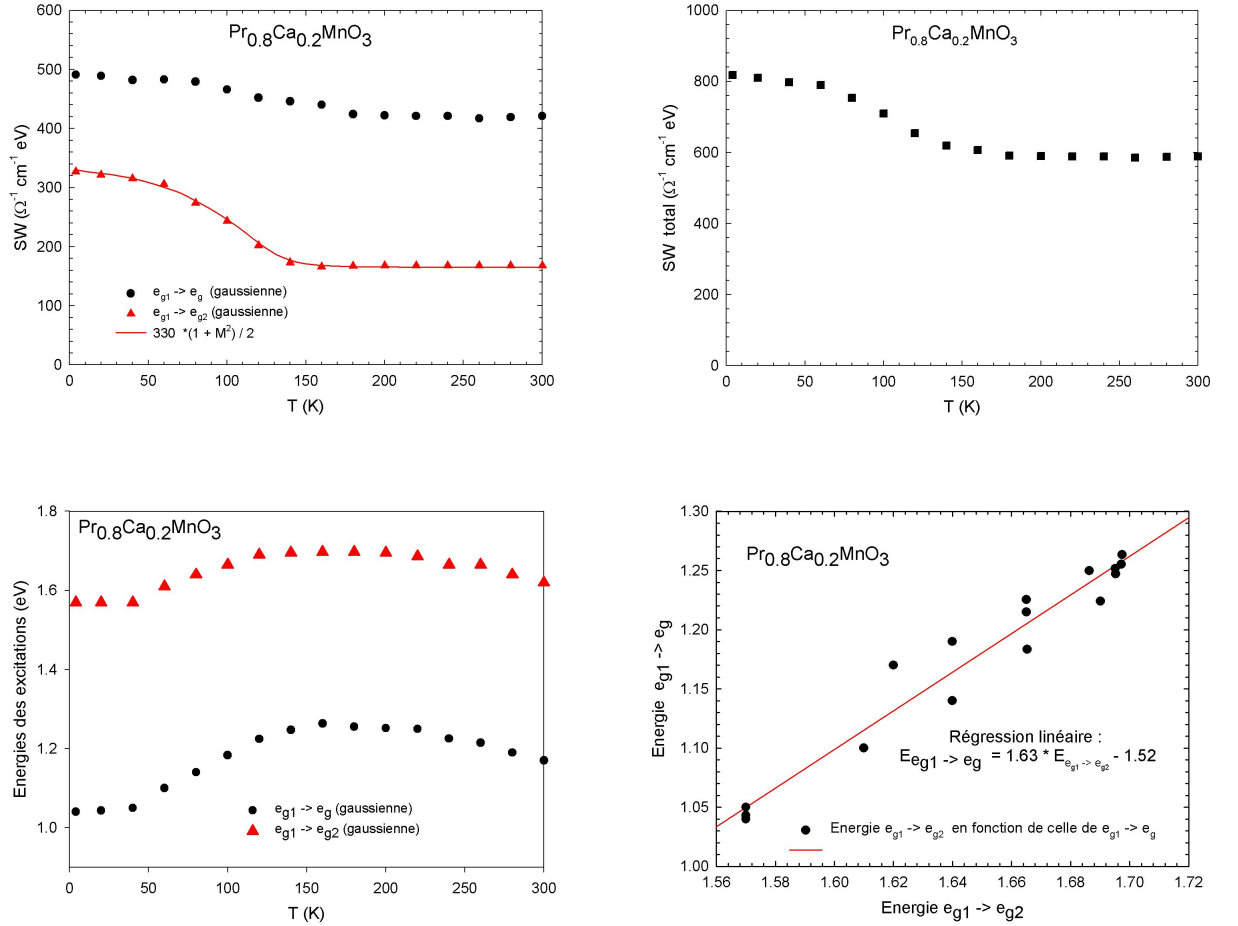 Pr0.8Ca0.2MnO3
SW (Ω-1 cm-1 eV)
600
500
400
300
200
100
0
eg1 -> eg (gaussienne)
eg1 -> eg2 (gaussienne)
330 *(1 + M2) / 2
0 50 100 150 200 250 300
T (K)
Pr0.8Ca0.2MnO3
SW total (Ω-1 cm-1 eV)
1000
800
600
400
200
0
0 50 100 150 200 250 300
T (K)
Pr0.8Ca0.2MnO3
Energies des excitations (eV)
1.8
1.6
1.4
1.2
1.0
eg1 -> eg (gaussienne)
eg1 -> eg2 (gaussienne)
0 50 100 150 200 250 300
T (K)
Pr0.8Ca0.2MnO3
Energie eg1 -> eg
1.30
1.25
1.20
1.15
1.10
1.05
1.00
Régression linéaire :
Eeg1 -> eg = 1.63 * Eeg1 -> eg2 - 1.52
Energie eg1 -> eg2 en fonction de celle de eg1 -> eg
1.56 1.58 1.60 1.62 1.64 1.66 1.68 1.70 1.72
Energie eg1 -> eg2